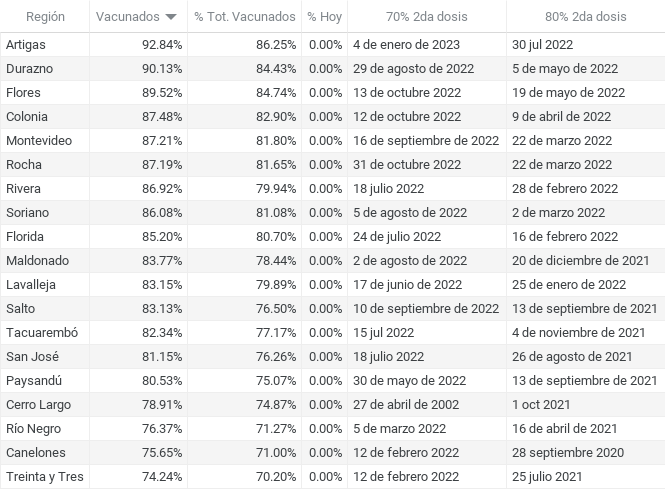 Región Vacunados % Tot. Vacunados % Hoy 70% 2da dosis 80% 2da dosis
Artigas 92.84% 86.25% 0.00% 4 de enero de 2023 30 jul 2022
Durazno 90.13% 84.43% 0.00% 29 de agosto de 2022 5 de mayo de 2022
Flores 89.52% 84.74% 0.00% 13 de octubre 2022 19 de mayo de 2022
Colonia 87.48% 82.90% 0.00% 12 de octubre 2022 9 de abril de 2022
Montevideo 87.21% 81.80% 0.00% 16 de septiembre de 2022 22 de marzo 2022
Rocha 87.19% 81.65% 0.00% 31 de octubre 2022 22 de marzo 2022
Rivera 86.92% 79.94% 0.00% 18 julio 2022 28 de febrero 2022
Soriano 86.08% 81.08% 0.00% 5 de agosto de 2022 2 de marzo 2022
Florida 85.20% 80.70% 0.00% 24 de julio 2022 16 de febrero 2022
Maldonado 83.77% 78.44% 0.00% 2 de agosto de 2022 20 de diciembre de 2021
Lavalleja 83.15% 79.89% 0.00% 17 de junio de 2022 25 de enero de 2022
Salto 83.13% 76.50% 0.00% 10 de septiembre de 2022 13 de septiembre de 2021
Tacuarembó 82.34% 77.17% 0.00% 15 jul 2022 4 de noviembre de 2021
San José 81.15% 76.26% 0.00% 18 julio 2022 26 de agosto de 2021
Paysandú 80.53% 75.07% 0.00% 30 de mayo de 2022 13 de septiembre de 2021
Cerro Largo 78.91% 74.87% 0.00% 27 de abril de 2002 1 oct 2021
Río Negro 76.37% 71.27% 0.00% 5 de marzo 2022 16 de abril de 2021
Canelones 75.65% 71.00% 0.00% 12 de febrero 2022 28 septiembre 2020
Treinta y Tres 74.24% 70.20% 0.00% 12 de febrero 2022 25 julio 2021